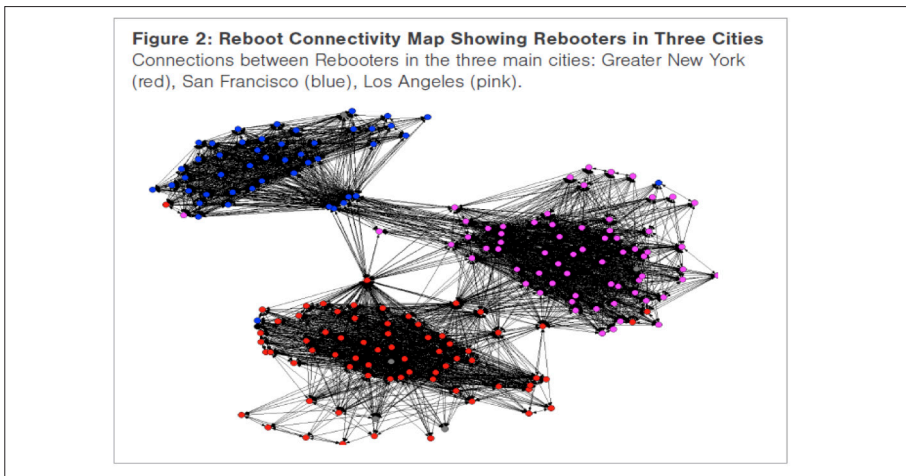 Figure 2: Reboot Connectivity Map Showing Rebooters in Three Cities
Connections between Rebooters in the three main cities: Greater New York
(red), San Francisco (blue), Los Angeles (pink).